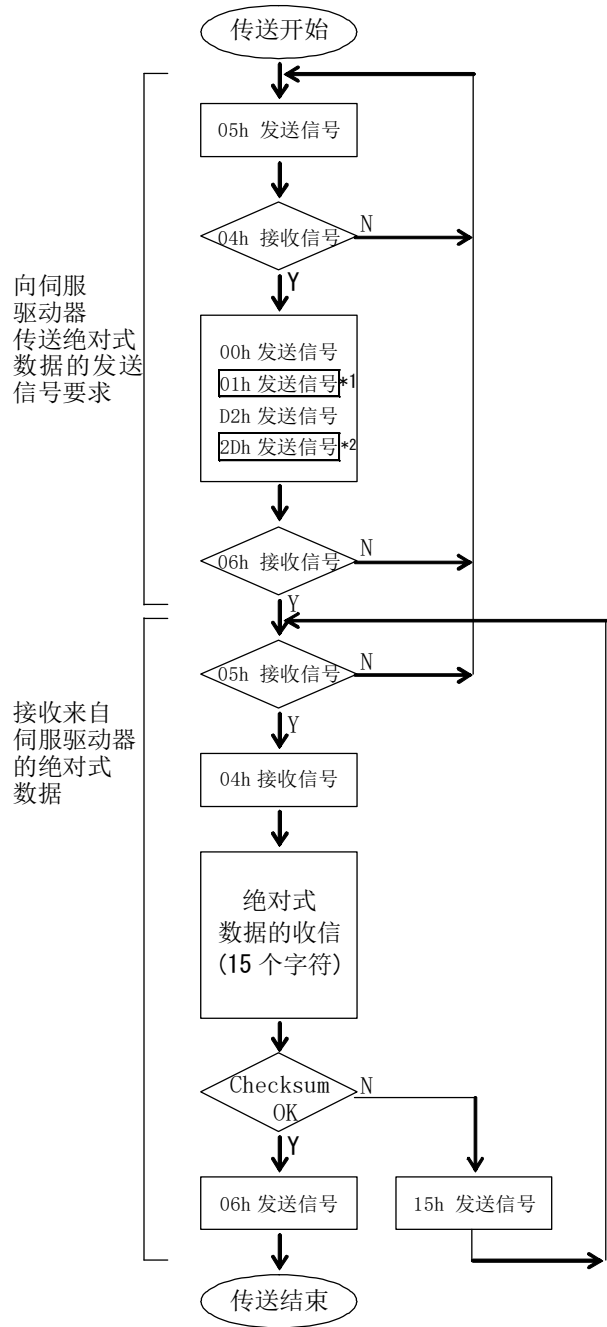 传送开始
05h 发送信号
04h 接收信号
N
Y
向伺服
驱动器
传送绝对式
数据的发送
信号要求
00h 发送信号
01h 发送信号*1
D2h 发送信号
2Dh 发送信号*2
06h 接收信号
N
Y
05h 接收信号
N
Y
接收来自
伺服驱动器
的绝对式
数据
04h 接收信号
绝对式
数据的收信
(15 个字符)
Checksum
OK
N
Y
06h 发送信号
15h 发送信号
传送结束